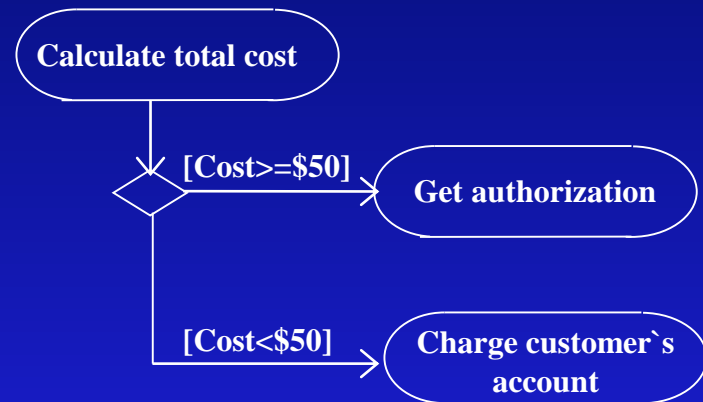 Calculate total cost
[Cost>=$50]
Get authorization
[Cost<$50]
Charge customer`s
account